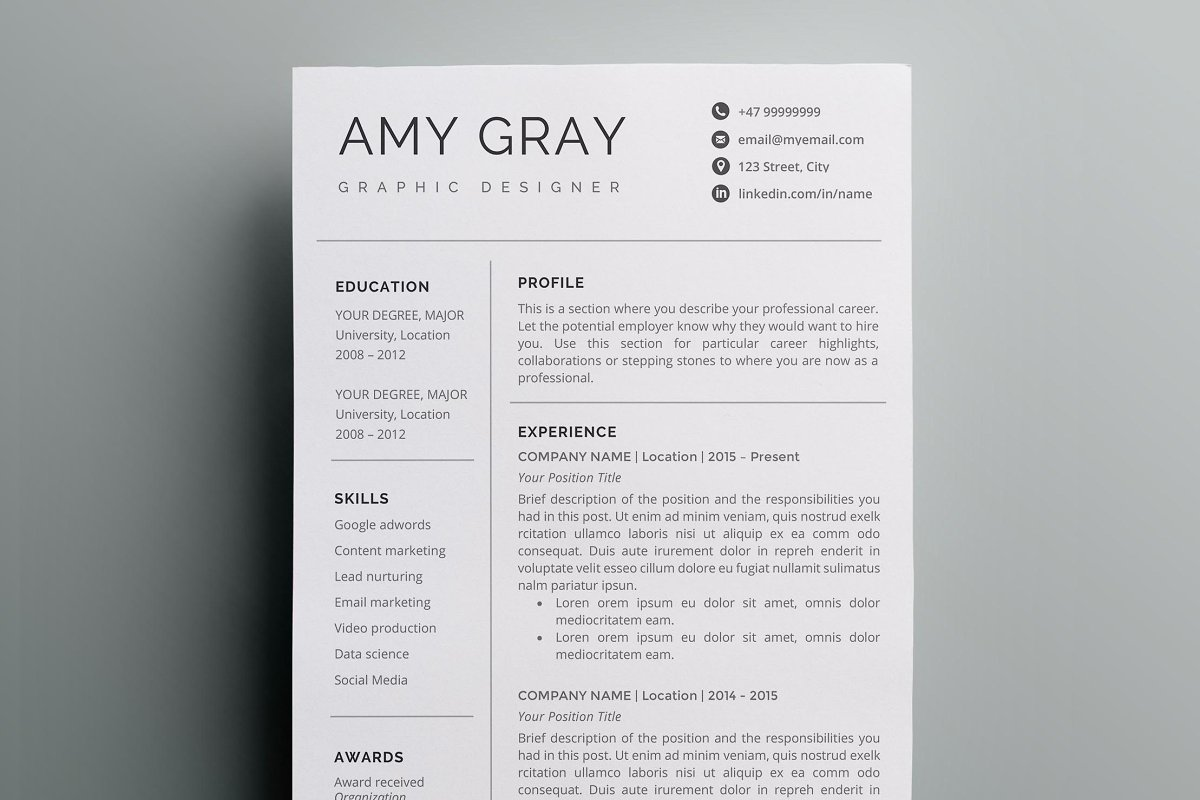 AMY GRAY
GRAPHIC DESIGNER
+47 99999999
email@myemail.com
123 Street, City
linkedin.com/in/name
EDUCATION
YOUR DEGREE, MAJOR
University, Location
2008 – 2012
YOUR DEGREE, MAJOR
University, Location
2008 – 2012
SKILLS
Google adwords
Content marketing
Lead nurturing
Email marketing
Video production
Data science
Social Media
AWARDS
Award received
Organization
PROFILE
This is a section where you describe your professional career.
Let the potential employer know why they would want to hire
you. Use this section for particular career highlights,
collaborations or stepping stones to where you are now as a
professional.
EXPERIENCE
COMPANY NAME | Location | 2015 – Present
Your Position Title
Brief description of the position and the responsibilities you
had in this post. Ut enim ad minim veniam, quis nostrud exelk
rcitation ullamco laboris nisi ut aliquip ex ea comm odo
consequat. Duis aute irurement dolor in repreh enderit in
voluptate velit esseo cillum dolore eu fugiat nullamit sulimatus
nalm pariatur ipsun.
• Loren orem ipsum eu dolor sit amet, omnis dolor
mediocritatem eam.
• Loren orem ipsum eu dolor sit amet, omnis dolor
mediocritatem eam.
COMPANY NAME | Location | 2014 - 2015
Your Position Title
Brief description of the position and the responsibilities you
had in this post. Ut enim ad minim veniam, quis nostrud exelk
rcitation ullamco laboris nisi ut aliquip ex ea comm odo
consequat. Duis aute irurement dolor in repreh enderit in